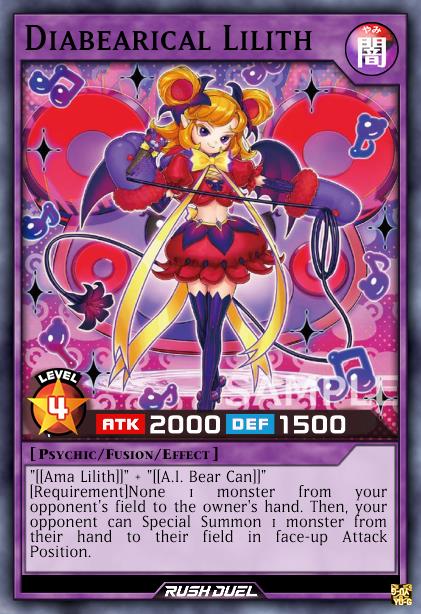 Diabearical Lilith
やみ
闇
SAMPLE
LEVEL
4
ATK 2000 DEF 1500
[Psychic/Fusion/Effect]
"[[Ama Lilith]]" + "[[A.I. Bear Can]]"
[Requirement]None 1 monster from your
opponent's field to the owner's hand. Then, your
opponent can Special Summon 1 monster from
their hand to their field in face-up Attack
Position.
RUSH DUEL